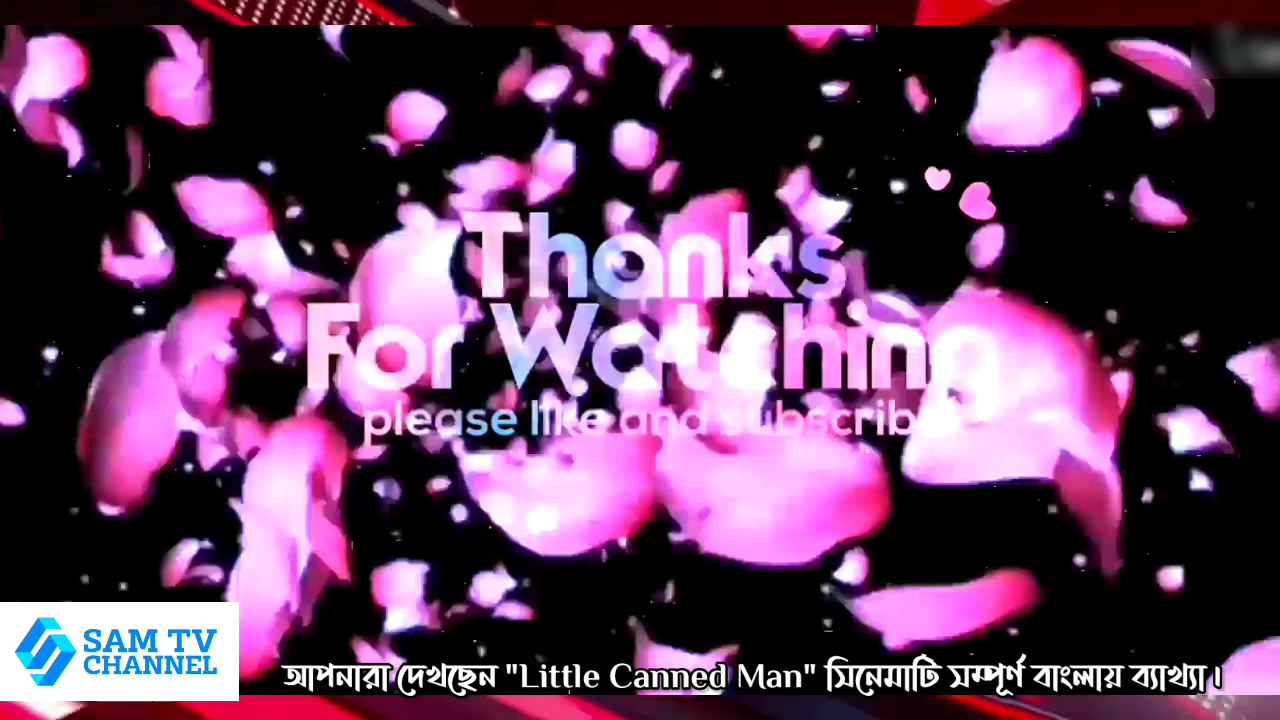 Thanks
For Watching
please like and subscribe
SAM TV
CHANNEL
আপনারা দেখছেন "Little Canned Man" সিনেমাটি সম্পূর্ণ বাংলায় ব্যাখ্যা।